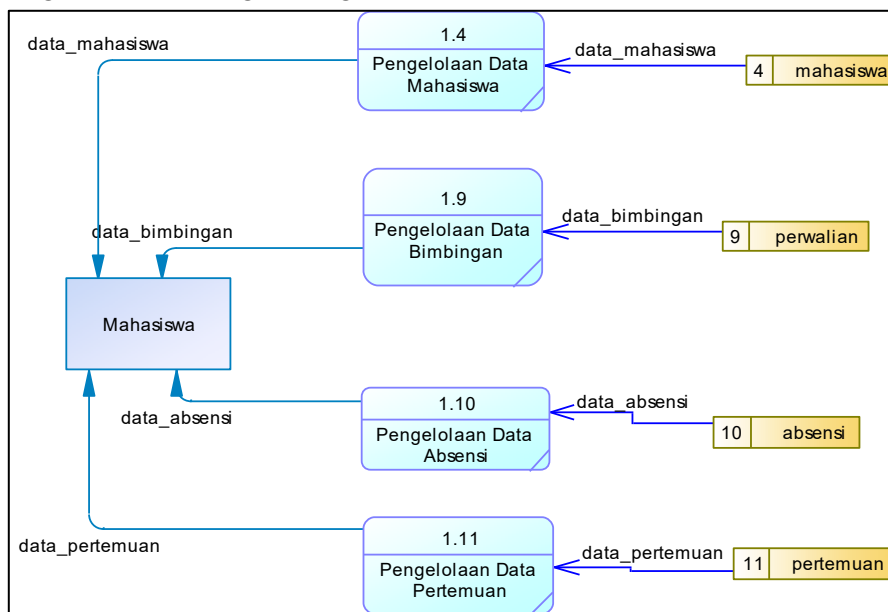 data_mahasiswa
1.4
Pengelolaan Data
Mahasiswa
data_mahasiswa
4 mahasiswa
data_bimbingan
1.9
Pengelolaan Data
Bimbingan
data_bimbingan
9 perwalian
Mahasiswa
data_absensi
1.10
Pengelolaan Data
Absensi
data_absensi
10 absensi
data_pertemuan
1.11
Pengelolaan Data
Pertemuan
data_pertemuan
11 pertemuan